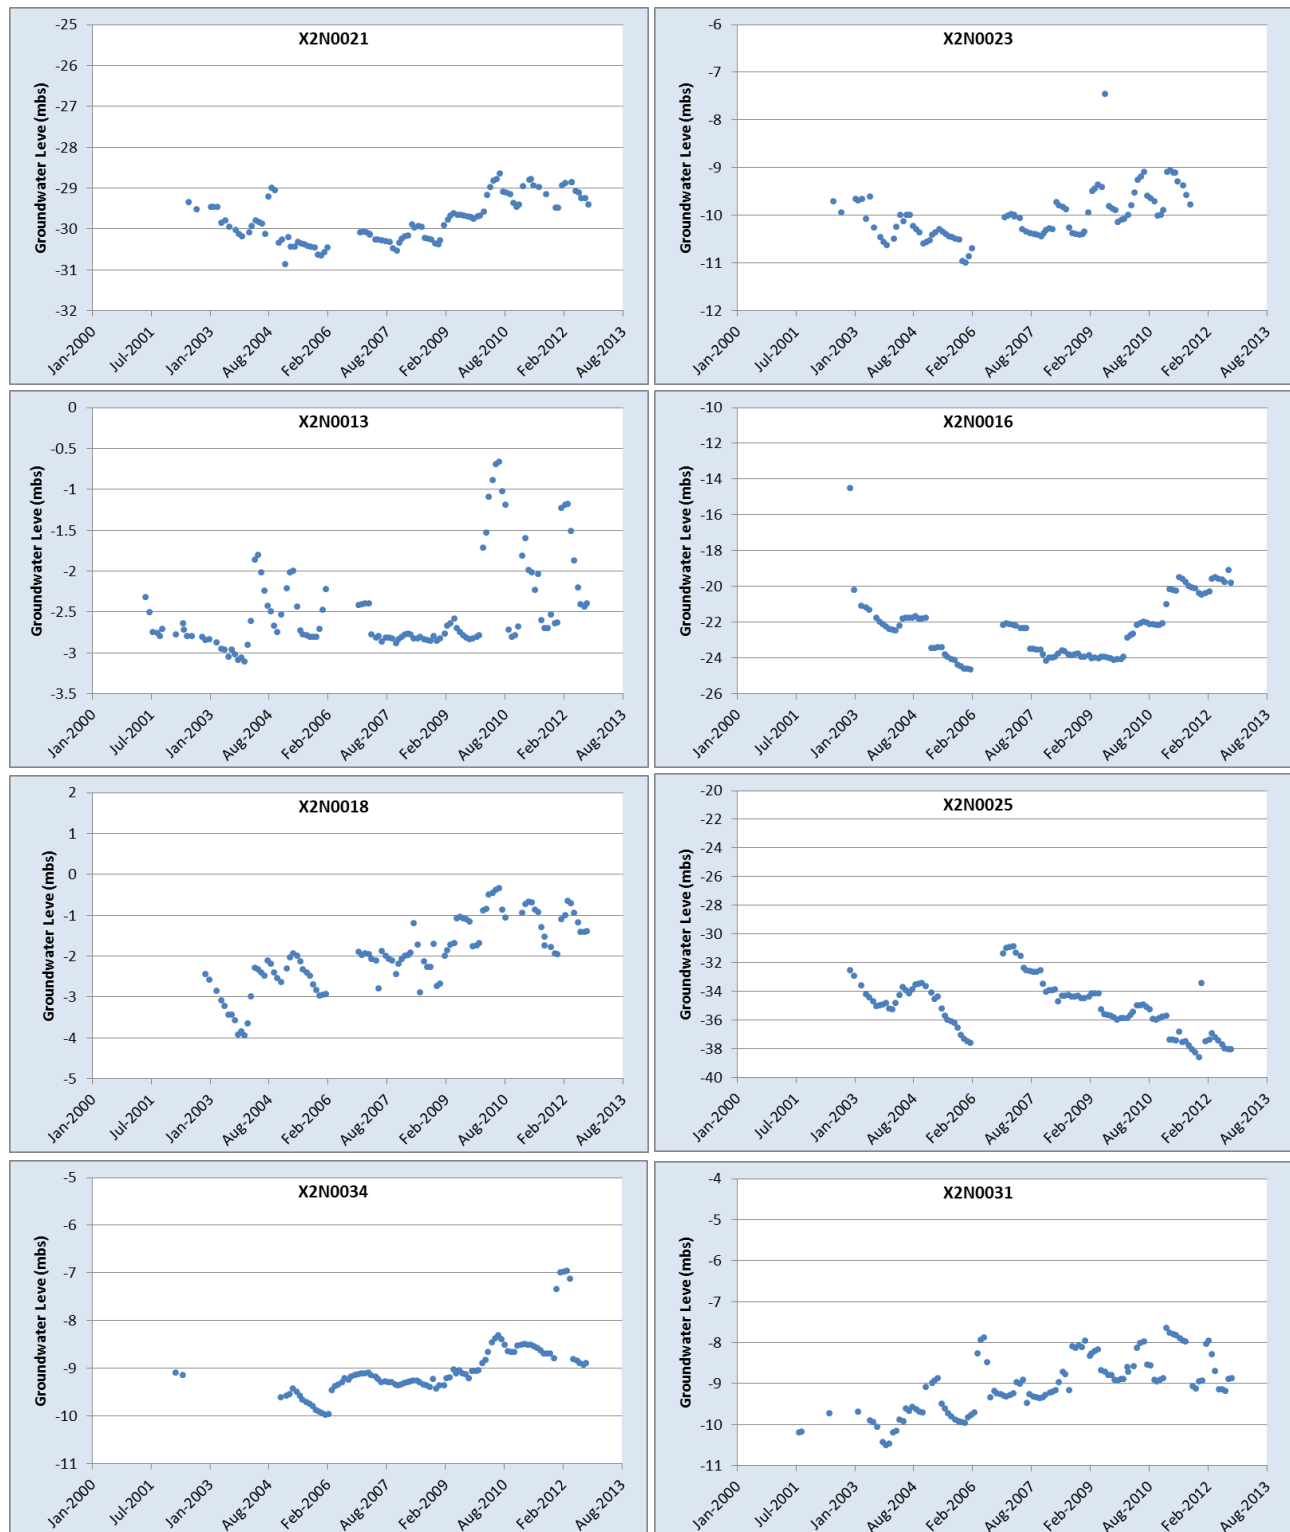 X2N0021
Groundwater Leve (mbs)
-25
-26
-27
-28
-29
-30
-31
-32
Jan-2000
Jul-2001
Jan-2003
Aug-2004
Feb-2006
Aug-2007
Feb-2009
Aug-2010
Feb-2012
Aug-2013
X2N0023
Groundwater Leve (mbs)
-6
-7
-8
-9
-10
-11
-12
Jan-2000
Jul-2001
Jan-2003
Aug-2004
Feb-2006
Aug-2007
Feb-2009
Aug-2010
Feb-2012
Aug-2013
X2N0013
Groundwater Leve (mbs)
0
-0.5
-1
-1.5
-2
-2.5
-3
-3.5
Jan-2000
Jul-2001
Jan-2003
Aug-2004
Feb-2006
Aug-2007
Feb-2009
Aug-2010
Feb-2012
Aug-2013
X2N0016
Groundwater Leve (mbs)
-10
-12
-14
-16
-18
-20
-22
-24
-26
Jan-2000
Jul-2001
Jan-2003
Aug-2004
Feb-2006
Aug-2007
Feb-2009
Aug-2010
Feb-2012
Aug-2013
X2N0018
Groundwater Leve (mbs)
2
1
0
-1
-2
-3
-4
-5
Jan-2000
Jul-2001
Jan-2003
Aug-2004
Feb-2006
Aug-2007
Feb-2009
Aug-2010
Feb-2012
Aug-2013
X2N0025
Groundwater Leve (mbs)
-20
-22
-24
-26
-28
-30
-32
-34
-36
-38
-40
Jan-2000
Jul-2001
Jan-2003
Aug-2004
Feb-2006
Aug-2007
Feb-2009
Aug-2010
Feb-2012
Aug-2013
X2N0034
Groundwater Leve (mbs)
-5
-6
-7
-8
-9
-10
-11
Jan-2000
Jul-2001
Jan-2003
Aug-2004
Feb-2006
Aug-2007
Feb-2009
Aug-2010
Feb-2012
Aug-2013
X2N0031
Groundwater Leve (mbs)
-4
-5
-6
-7
-8
-9
-10
-11
Jan-2000
Jul-2001
Jan-2003
Aug-2004
Feb-2006
Aug-2007
Feb-2009
Aug-2010
Feb-2012
Aug-2013